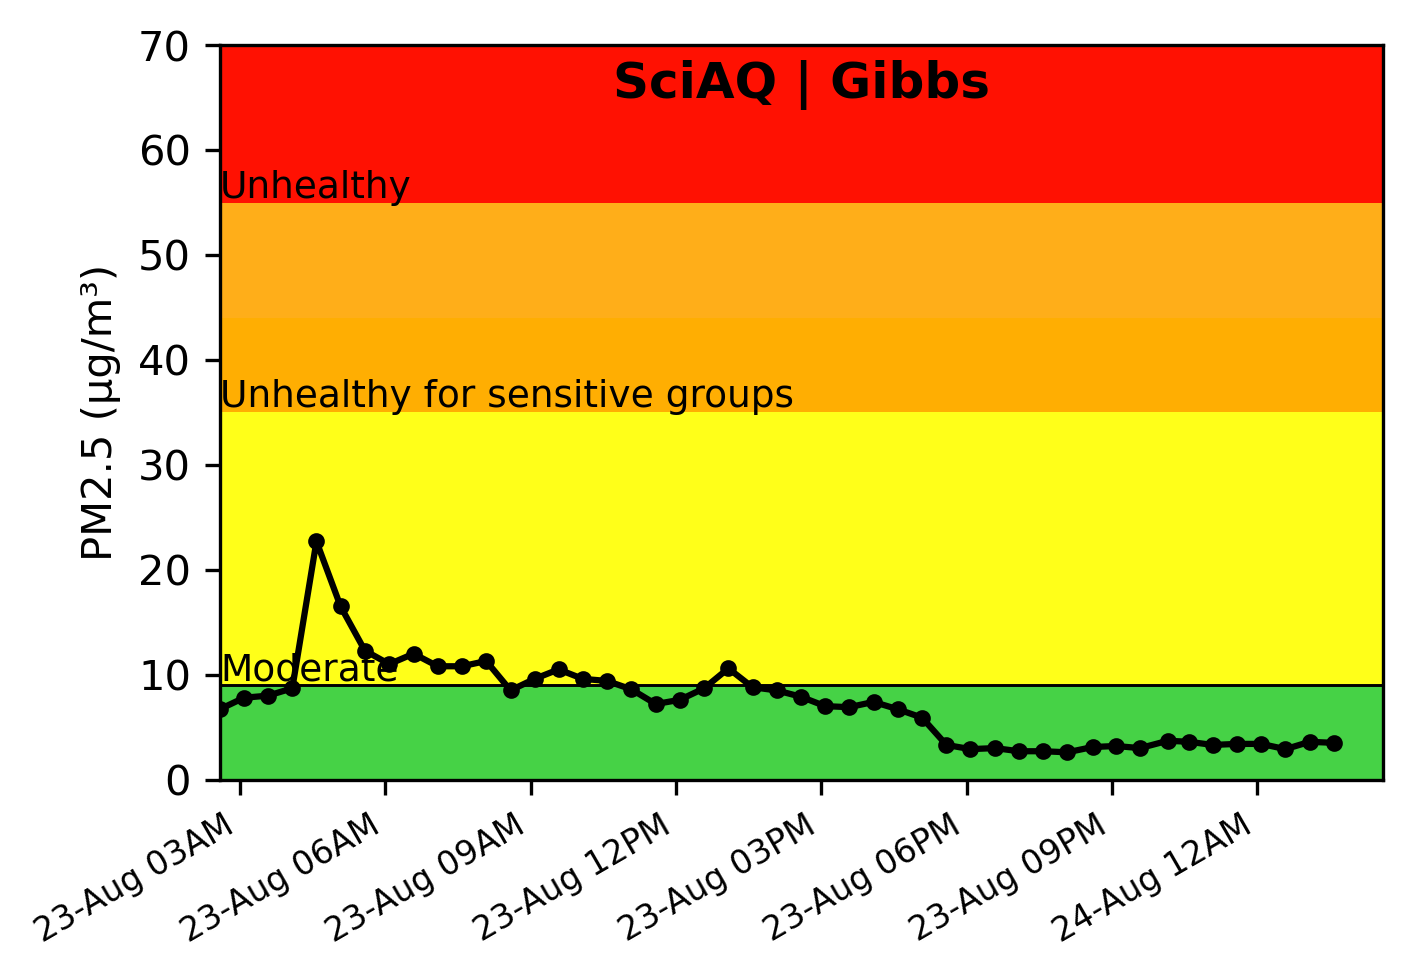 SciAQ | Gibbs
PM2.5 (µg/m³)
70
60
50
40
30
20
10
0
Unhealthy
Unhealthy for sensitive groups
Moderate
23-Aug 03AM
23-Aug 06AM
23-Aug 09AM
23-Aug 12PM
23-Aug 03PM
23-Aug 06PM
23-Aug 09PM
24-Aug 12AM